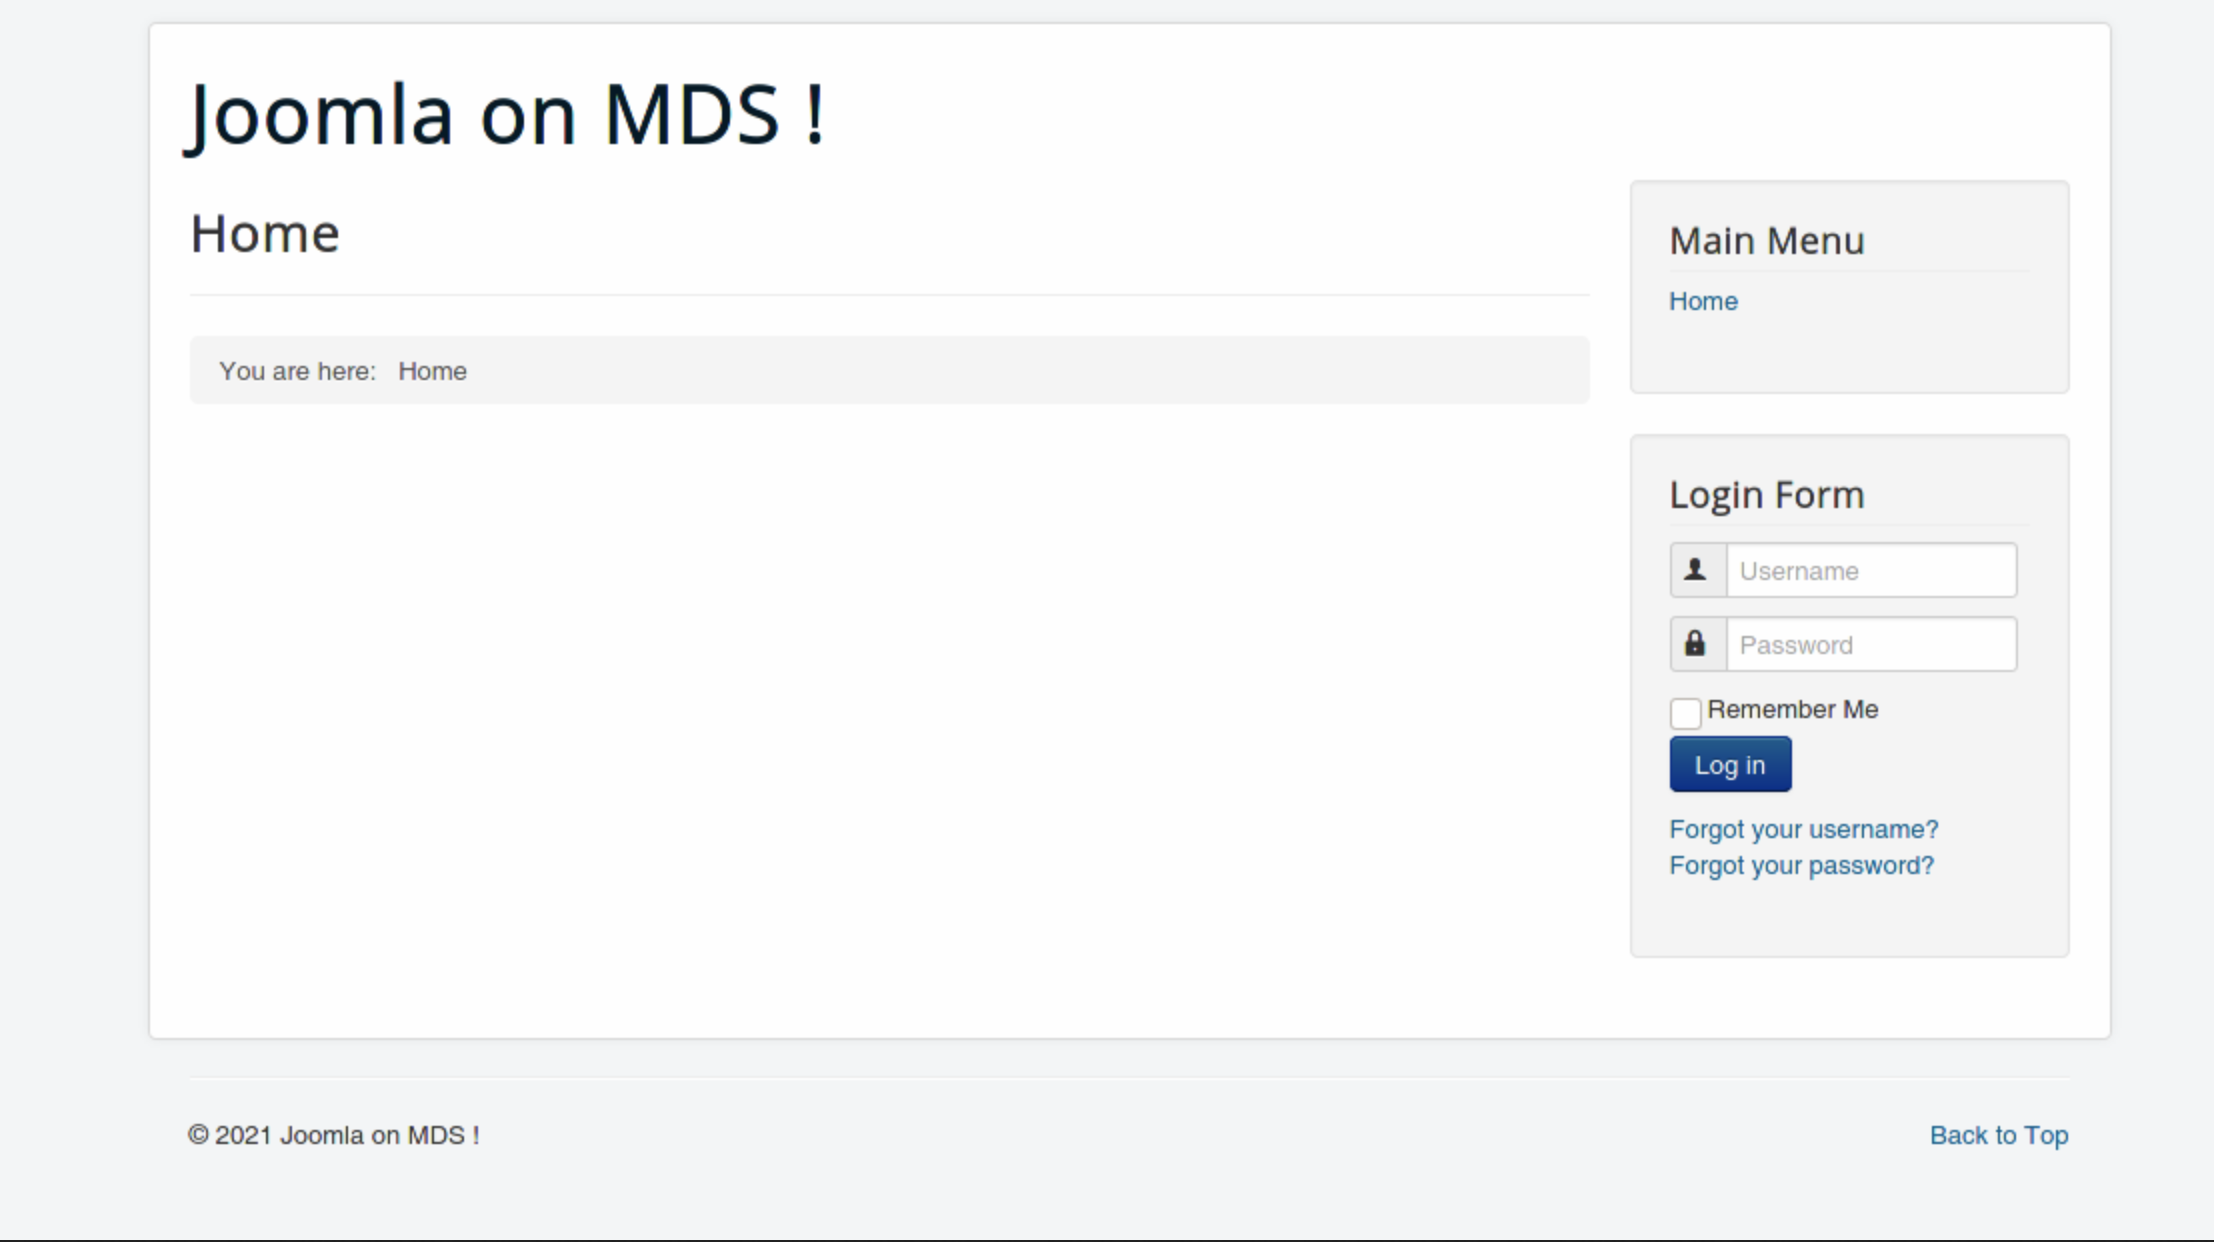 Joomla on MDS !
Home
You are here: Home
Main Menu
Home
Login Form
Username
Password
Remember Me
Log in
Forgot your username?
Forgot your password?
© 2021 Joomla on MDS !
Back to Top